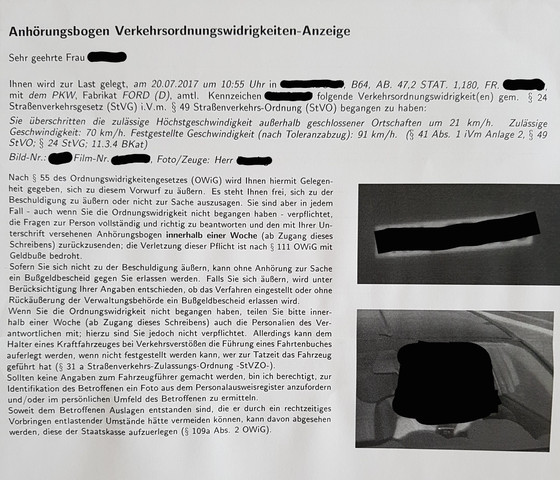 Anhörungsbogen Verkehrsordnungswidrigkeiten-Anzeige
Sehr geehrte Frau
Ihnen wird zur Last gelegt, am 20.07.2017 um 10:55 Uhr in , B64, AB. 47,2 STAT. 1,180, FR. ,
mit dem PKW, Fabrikat FORD (D), amtl. Kennzeichen folgende Verkehrsordnungswidrigkeit(en) gem. § 24
Straßenverkehrsgesetz (StVG) i.V.m. § 49 Straßenverkehrs-Ordnung (StVO) begangen zu haben:
Sie überschritten die zulässige Höchstgeschwindigkeit außerhalb geschlossener Ortschaften um 21 km/h. Zulässige
Geschwindigkeit: 70 km/h. Festgestellte Geschwindigkeit (nach Toleranzabzug): 91 km/h. (§ 41 Abs. 1 iVm Anlage 2, § 49
StVO; § 24 StVG; 11.3.4 BKat)
Bild-Nr.: Film-Nr. , Foto/Zeuge: Herr
Nach § 55 des Ordnungswidrigkeitengesetzes (OWiG) wird Ihnen hiermit Gelegen-
heit gegeben, sich zu diesem Vorwurf zu äußern. Es steht Ihnen frei, sich zu der
Beschuldigung zu äußern oder nicht zur Sache auszusagen. Sie sind aber in jedem
Fall - auch wenn Sie die Ordnungswidrigkeit nicht begangen haben - verpflichtet,
die Fragen zur Person vollständig und richtig zu beantworten und den mit Ihrer Un-
terschrift versehenen Anhörungsbogen innerhalb einer Woche (ab Zugang dieses
Schreibens) zurückzusenden; die Verletzung dieser Pflicht ist nach § 111 OWiG mit
Geldbuße bedroht.
Sofern Sie sich nicht zu der Beschuldigung äußern, kann ohne Anhörung zur Sache
ein Bußgeldbescheid gegen Sie erlassen werden. Falls Sie sich äußern, wird unter
Berücksichtigung Ihrer Angaben entschieden, ob das Verfahren eingestellt oder ohne
Rückäußerung der Verwaltungsbehörde ein Bußgeldbescheid erlassen wird.
Wenn Sie die Ordnungswidrigkeit nicht begangen haben, teilen Sie bitte inner-
halb einer Woche (ab Zugang dieses Schreibens) auch die Personalien des Ver-
antwortlichen mit; hierzu sind Sie jedoch nicht verpflichtet. Allerdings kann dem
Halter eines Kraftfahrzeuges bei Verkehrsverstößen die Führung eines Fahrtenbuches
auferlegt werden, wenn nicht festgestellt werden kann, wer zur Tatzeit das Fahrzeug
geführt hat (§ 31 a Straßenverkehrs-Zulassungs-Ordnung -StVZO-).
Sollten keine Angaben zum Fahrzeugführer gemacht werden, bin ich berechtigt, zur
Identifikation des Betroffenen ein Foto aus dem Personalausweisregister anzufordern
und/oder im persönlichen Umfeld des Betroffenen zu ermitteln.
Soweit dem Betroffenen Auslagen entstanden sind, die er durch ein rechtzeitiges
Vorbringen entlastender Umstände hätte vermeiden können, kann davon abgesehen
werden, diese der Staatskasse aufzuerlegen (§ 109a Abs. 2 OWiG).